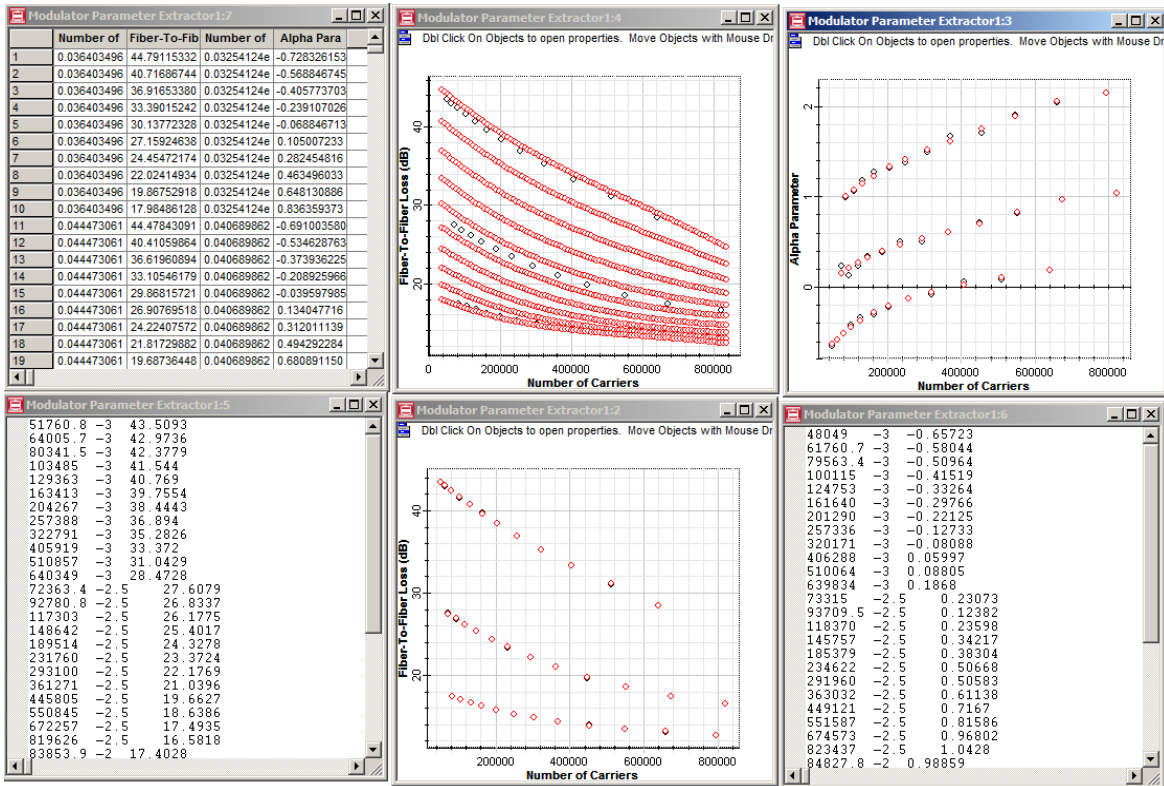 Modulator Parameter Extractor1:7
Number of Fiber-To-Fib Number of Alpha Para
1 0.036403496 44.79115332 0.03254124e -0.728326153
2 0.036403496 40.71686744 0.03254124e -0.568846745
3 0.036403496 36.91653380 0.03254124e -0.405773703
4 0.036403496 33.39015242 0.03254124e -0.239107026
5 0.036403496 30.13772328 0.03254124e -0.068846713
6 0.036403496 27.15924638 0.03254124e 0.105007233
7 0.036403496 24.45472174 0.03254124e 0.282454816
8 0.036403496 22.02414934 0.03254124e 0.463496033
9 0.036403496 19.86752918 0.03254124e 0.648130886
10 0.036403496 17.98486128 0.03254124e 0.836359373
11 0.044473061 44.47843091 0.040689862 -0.691003580
12 0.044473061 40.41059864 0.040689862 -0.534628763
13 0.044473061 36.61960894 0.040689862 -0.373936225
14 0.044473061 33.10546179 0.040689862 -0.208925966
15 0.044473061 29.86815721 0.040689862 -0.039597985
16 0.044473061 26.90769518 0.040689862 0.134047716
17 0.044473061 24.22407572 0.040689862 0.312011139
18 0.044473061 21.81729882 0.040689862 0.494292284
19 0.044473061 19.68736448 0.040689862 0.680891150
Modulator Parameter Extractor1:4
Dbl Click On Objects to open properties. Move Objects with Mouse Dr
Fiber-To-Fiber Loss (dB)
40
20
0 200000 400000 600000 800000
Number of Carriers
Modulator Parameter Extractor1:3
Dbl Click On Objects to open properties. Move Objects with Mouse Dr
Alpha Parameter
2
1
0
200000 400000 600000 800000
Number of Carriers
Modulator Parameter Extractor1:5
51760.8 -3 43.5093
64005.7 -3 42.9736
80341.5 -3 42.3779
103485 -3 41.544
129363 -3 40.769
163413 -3 39.7554
204267 -3 38.4443
257388 -3 36.894
322791 -3 35.2826
405919 -3 33.372
510857 -3 31.0429
640349 -3 28.4728
72363.4 -2.5 27.6079
92780.8 -2.5 26.8337
117303 -2.5 26.1775
148642 -2.5 25.4017
189514 -2.5 24.3278
231760 -2.5 23.3724
293100 -2.5 22.1769
361271 -2.5 21.0396
445805 -2.5 19.6627
550845 -2.5 18.6386
672257 -2.5 17.4935
819626 -2.5 16.5818
83853.9 -2 17.4028
Modulator Parameter Extractor1:2
Dbl Click On Objects to open properties. Move Objects with Mouse Dr
Fiber-To-Fiber Loss (dB)
40
20
200000 400000 600000 800000
Number of Carriers
Modulator Parameter Extractor1:6
48049 -3 -0.65723
61760.7 -3 -0.58044
79563.4 -3 -0.50964
100115 -3 -0.41519
124753 -3 -0.33264
161640 -3 -0.29766
201290 -3 -0.22125
257336 -3 -0.12733
320171 -3 -0.08088
406288 -3 0.05997
510064 -3 0.08805
639834 -3 0.1868
73315 -2.5 0.23073
93709.5 -2.5 0.12382
118370 -2.5 0.23598
145757 -2.5 0.34217
185379 -2.5 0.38304
234622 -2.5 0.50668
291960 -2.5 0.50583
363032 -2.5 0.61138
449121 -2.5 0.7167
551587 -2.5 0.81586
674573 -2.5 0.96802
823437 -2.5 1.0428
84827.8 -2 0.98859